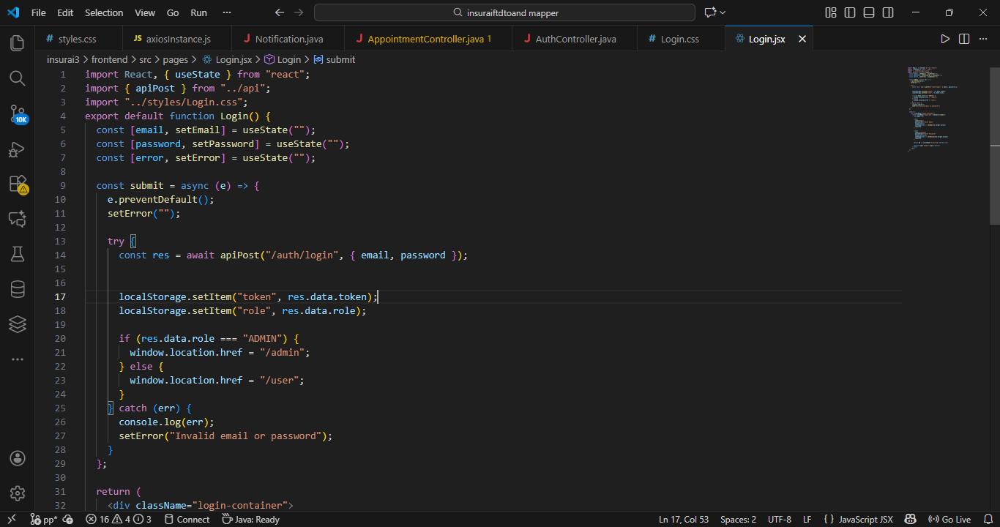 File Edit Selection View Go Run ··· insuraiftdtoand mapper
# styles.css JS axiosInstance.js J Notification.java J AppointmentController.java 1 J AuthController.java # Login.css Login.jsx
insurai3 > frontend > src > pages > Login.jsx > Login > submit
1 import React, { useState } from "react";
2 import { apiPost } from "../api";
3 import "../styles/Login.css";
4 export default function Login() {
5 const [email, setEmail] = useState("");
6 const [password, setPassword] = useState("");
7 const [error, setError] = useState("");
8
9 const submit = async (e) => {
10 e.preventDefault();
11 setError("");
12
13 try {
14 const res = await apiPost("/auth/login", { email, password });
15
16
17 localStorage.setItem("token", res.data.token);
18 localStorage.setItem("role", res.data.role);
19
20 if (res.data.role === "ADMIN") {
21 window.location.href = "/admin";
22 } else {
23 window.location.href = "/user";
24 }
25 } catch (err) {
26 console.log(err);
27 setError("Invalid email or password");
28 }
29 };
30
31 return (
32 <div className="login-container">
10K
pp* 16 4 3 Connect Java: Ready Ln 17, Col 53 Spaces: 2 UTF-8 LF { } JavaScript JSX Go Live